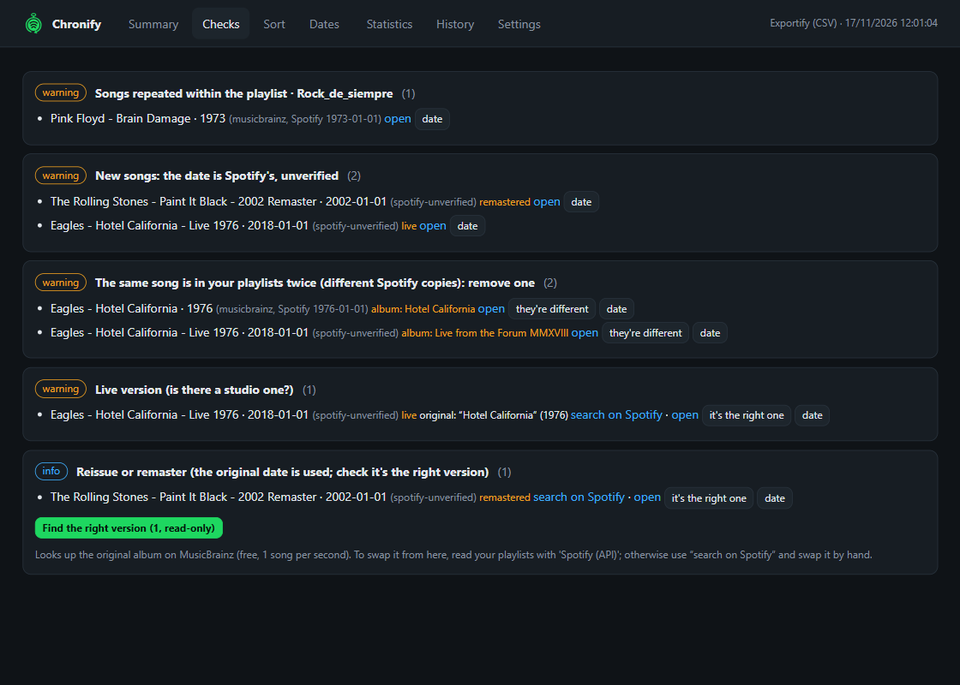 Chronify Summary Checks Sort Dates Statistics History Settings Exportify (CSV) · 17/11/2026 12:01:04
warning Songs repeated within the playlist · Rock_de_siempre (1)
• Pink Floyd - Brain Damage · 1973 (musicbrainz, Spotify 1973-01-01) open date
warning New songs: the date is Spotify's, unverified (2)
• The Rolling Stones - Paint It Black - 2002 Remaster · 2002-01-01 (spotify-unverified) remastered open date
• Eagles - Hotel California - Live 1976 · 2018-01-01 (spotify-unverified) live open date
warning The same song is in your playlists twice (different Spotify copies): remove one (2)
• Eagles - Hotel California · 1976 (musicbrainz, Spotify 1976-01-01) album: Hotel California open they're different date
• Eagles - Hotel California - Live 1976 · 2018-01-01 (spotify-unverified) album: Live from the Forum MMXVIII open they're different date
warning Live version (is there a studio one?) (1)
• Eagles - Hotel California - Live 1976 · 2018-01-01 (spotify-unverified) live original: "Hotel California" (1976) search on Spotify · open it's the right one date
info Reissue or remaster (the original date is used; check it's the right version) (1)
• The Rolling Stones - Paint It Black - 2002 Remaster · 2002-01-01 (spotify-unverified) remastered search on Spotify · open it's the right one date
Find the right version (1, read-only)
Looks up the original album on MusicBrainz (free, 1 song per second). To swap it from here, read your playlists with 'Spotify (API)'; otherwise use "search on Spotify" and swap it by hand.